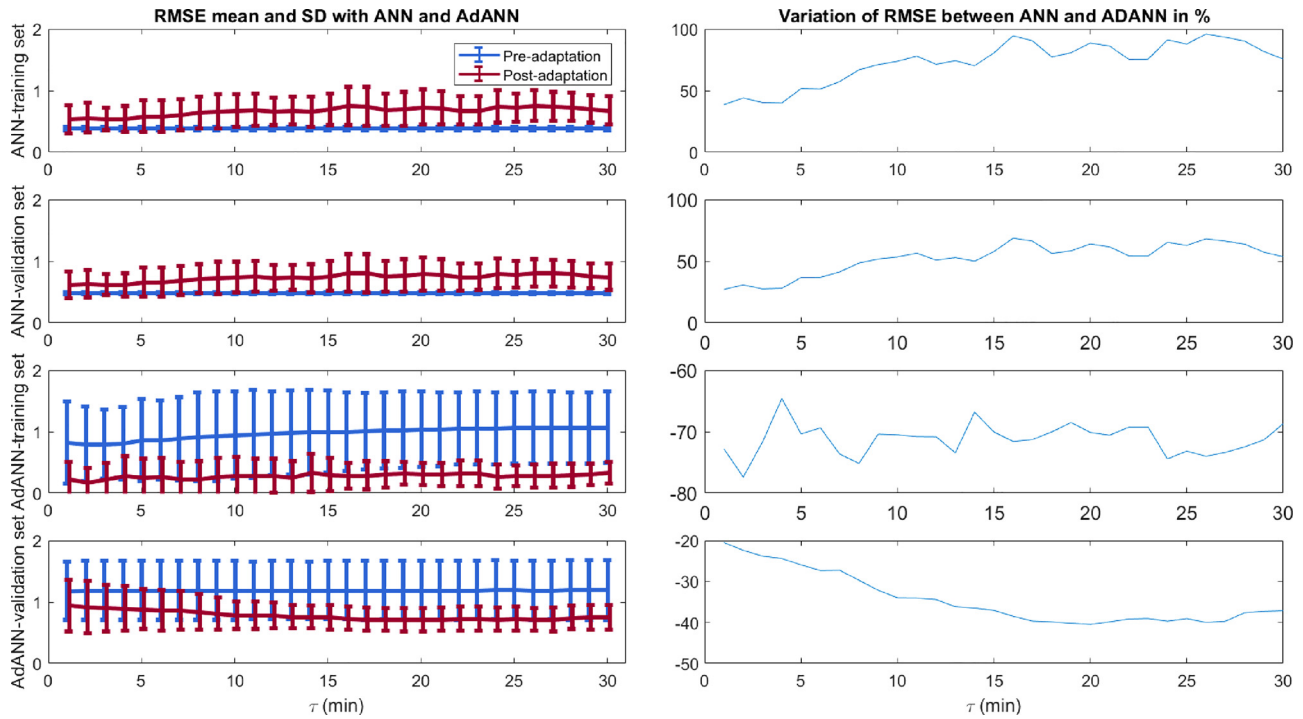 RMSE mean and SD with ANN and AdANN
ANN-training set
2
1
0
0 5 10 15 20 25 30
Pre-adaptation
Post-adaptation
ANN-validation set
2
1
0
0 5 10 15 20 25 30
AdANN-training set
2
1
0
0 5 10 15 20 25 30
AdANN-validation set
2
1
0
0 5 10 15 20 25 30
τ (min)
Variation of RMSE between ANN and ADANN in %
100
50
0
0 5 10 15 20 25 30
100
50
0
0 5 10 15 20 25 30
-60
-70
-80
0 5 10 15 20 25 30
-20
-30
-40
-50
0 5 10 15 20 25 30
τ (min)